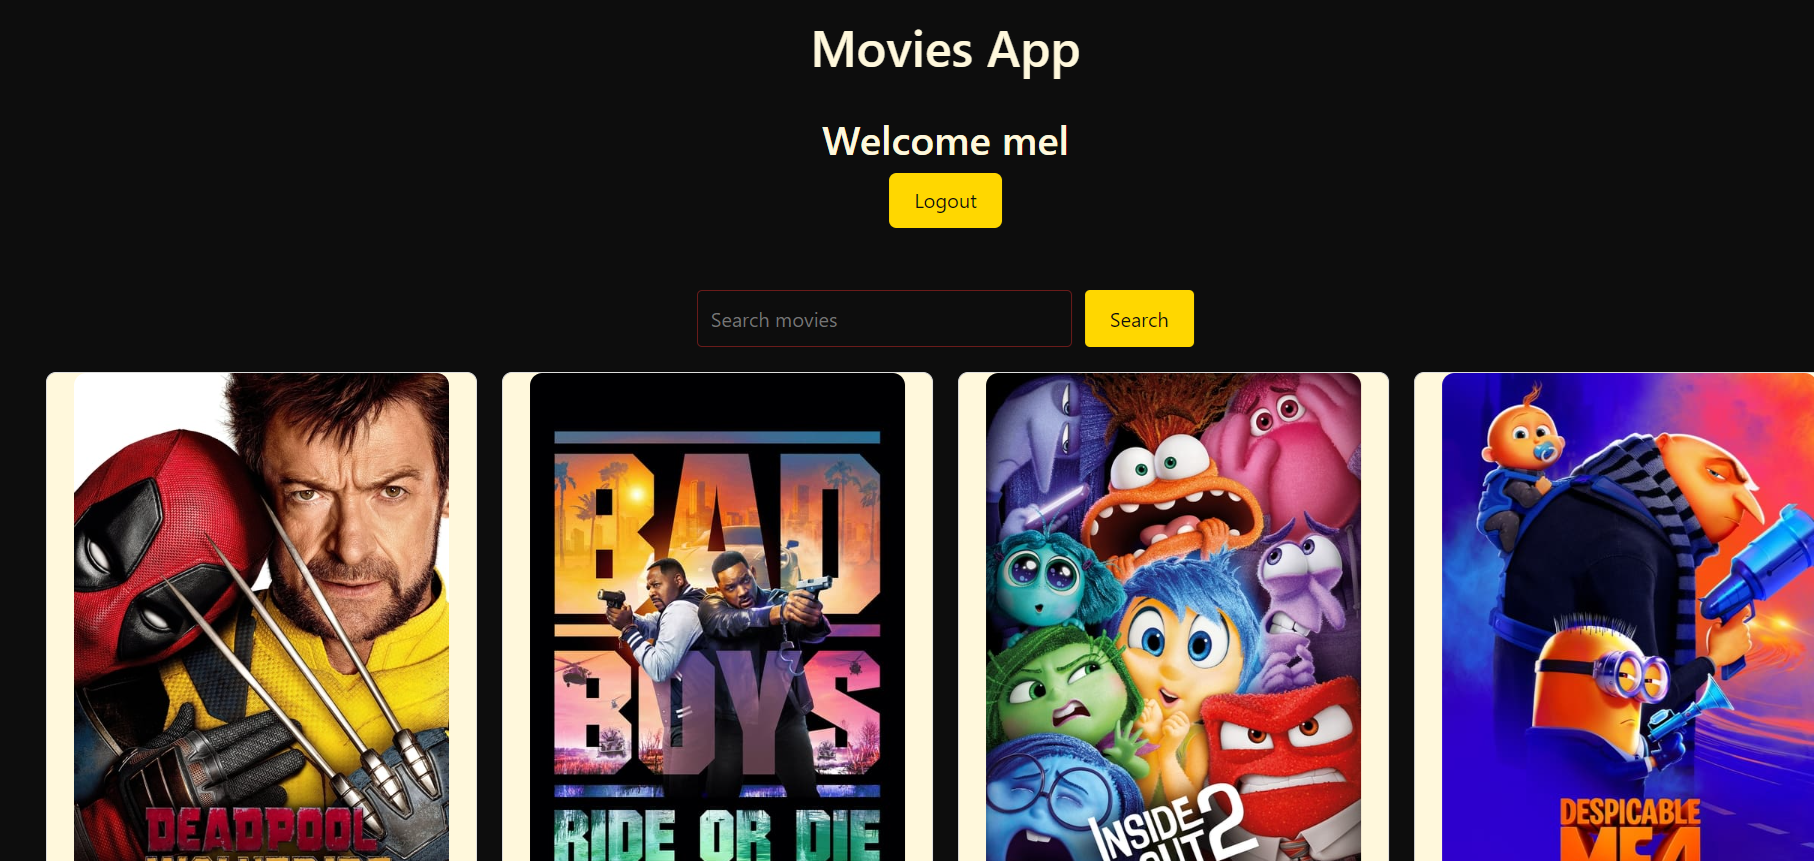 Movies App
Welcome mel
Logout
Search movies
Search
DEADPOOL
WOLVERINE
BAD
BOYS
RIDE OR DIE
INSIDE
OUT 2
DESPICABLE
ME 4